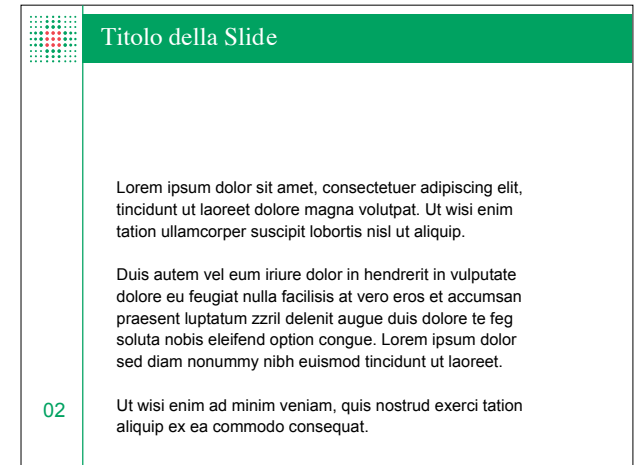 Titolo della Slide
Lorem ipsum dolor sit amet, consectetuer adipiscing elit,
tincidunt ut laoreet dolore magna volutpat. Ut wisi enim
tation ullamcorper suscipit lobortis nisl ut aliquip.
Duis autem vel eum iriure dolor in hendrerit in vulputate
dolore eu feugiat nulla facilisis at vero eros et accumsan
praesent luptatum zzril delenit augue duis dolore te feg
soluta nobis eleifend option congue. Lorem ipsum dolor
sed diam nonummy nibh euismod tincidunt ut laoreet.
Ut wisi enim ad minim veniam, quis nostrud exerci tation
aliquip ex ea commodo consequat.
02